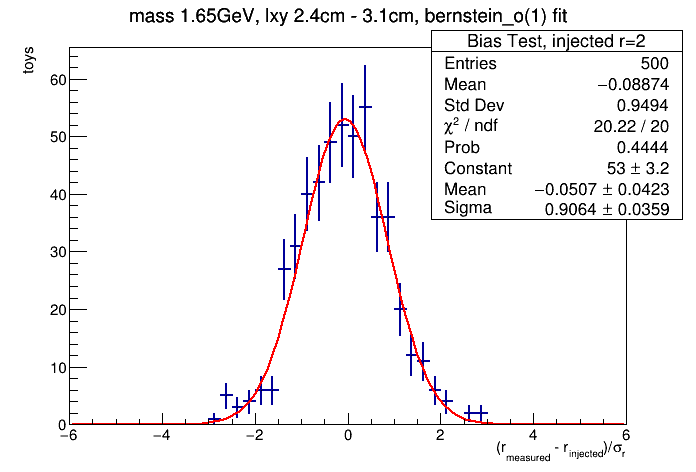 mass 1.65GeV, lxy 2.4cm - 3.1cm, bernstein_o(1) fit
Bias Test, injected r=2
Entries 500
Mean −0.08874
Std Dev 0.9494
χ² / ndf 20.22 / 20
Prob 0.4444
Constant 53 ± 3.2
Mean −0.0507 ± 0.0423
Sigma 0.9064 ± 0.0359
toys
60
50
40
30
20
10
0
−6 −4 −2 0 2 4 6
(r_measured - r_injected)/σ_r